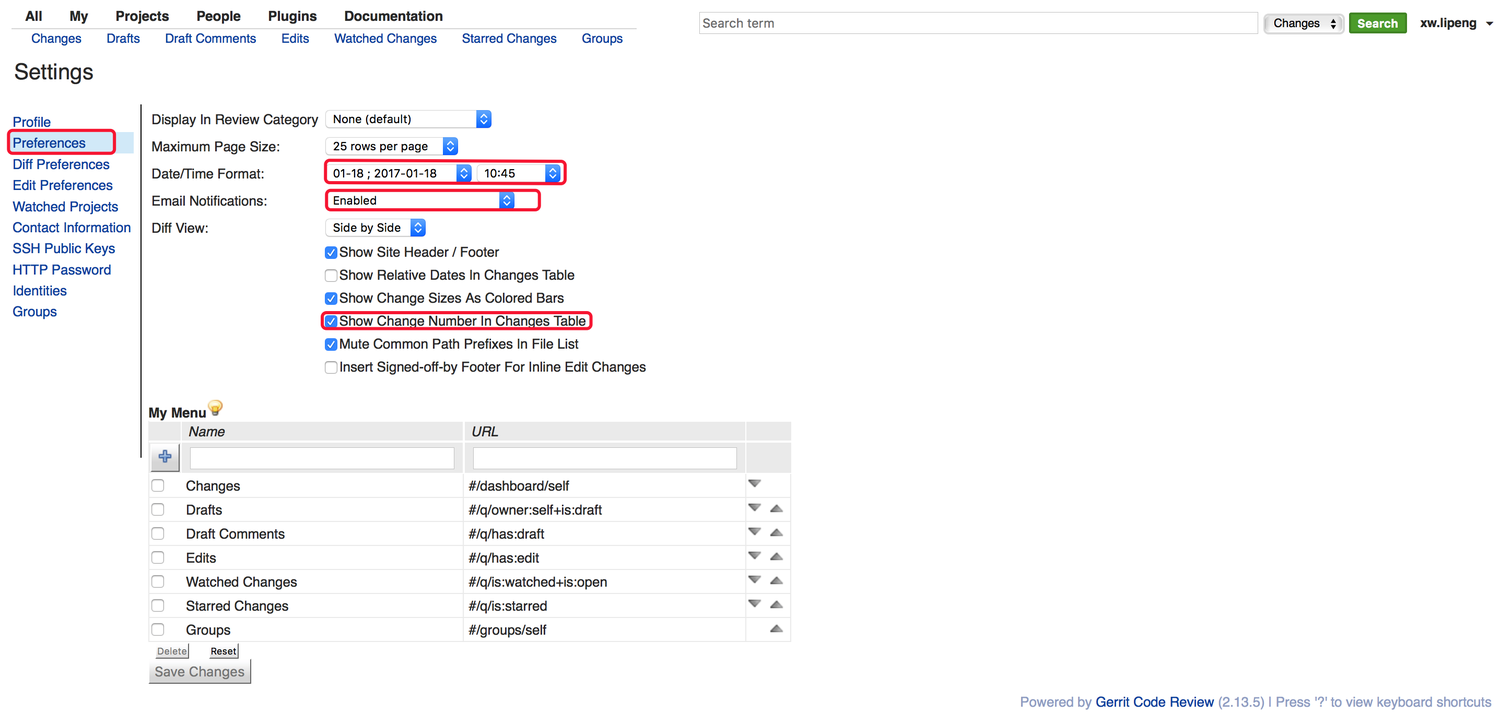 All My Projects People Plugins Documentation
Changes Drafts Draft Comments Edits Watched Changes Starred Changes Groups
Search term Changes Search xw.lipeng
Settings
Profile
Preferences
Diff Preferences
Edit Preferences
Watched Projects
Contact Information
SSH Public Keys
HTTP Password
Identities
Groups
Display In Review Category None (default)
Maximum Page Size: 25 rows per page
Date/Time Format: 01-18 ; 2017-01-18 10:45
Email Notifications: Enabled
Diff View: Side by Side
Show Site Header / Footer
Show Relative Dates In Changes Table
Show Change Sizes As Colored Bars
Show Change Number In Changes Table
Mute Common Path Prefixes In File List
Insert Signed-off-by Footer For Inline Edit Changes
My Menu
Name URL
Changes #/dashboard/self
Drafts #/q/owner:self+is:draft
Draft Comments #/q/has:draft
Edits #/q/has:edit
Watched Changes #/q/is:watched+is:open
Starred Changes #/q/is:starred
Groups #/groups/self
Delete Reset
Save Changes
Powered by Gerrit Code Review (2.13.5) | Press '?' to view keyboard shortcuts